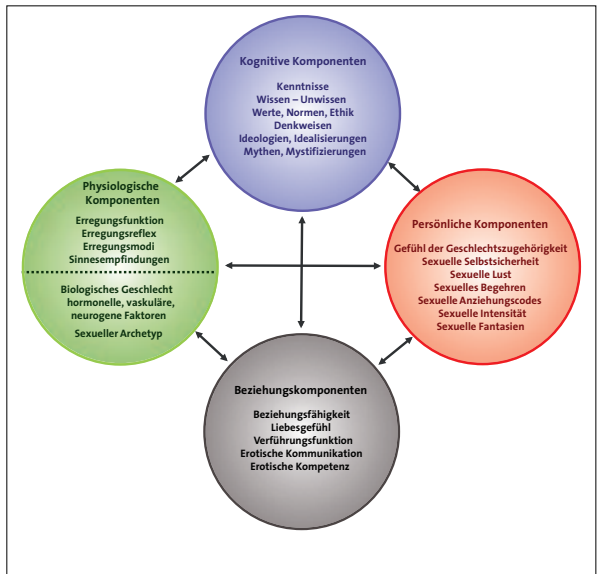 Kognitive Komponenten
Kenntnisse
Wissen – Unwissen
Werte, Normen, Ethik
Denkweisen
Ideologien, Idealisierungen
Mythen, Mystifizierungen
Physiologische
Komponenten
Erregungsfunktion
Erregungsreflex
Erregungsmodi
Sinnesempfindungen
Biologisches Geschlecht
hormonelle, vaskuläre,
neurogene Faktoren
Sexueller Archetyp
Persönliche Komponenten
Gefühl der Geschlechtszugehörigkeit
Sexuelle Selbstsicherheit
Sexuelle Lust
Sexuelles Begehren
Sexuelle Anziehungscodes
Sexuelle Intensität
Sexuelle Fantasien
Beziehungskomponenten
Beziehungsfähigkeit
Liebesgefühl
Verführungsfunktion
Erotische Kommunikation
Erotische Kompetenz